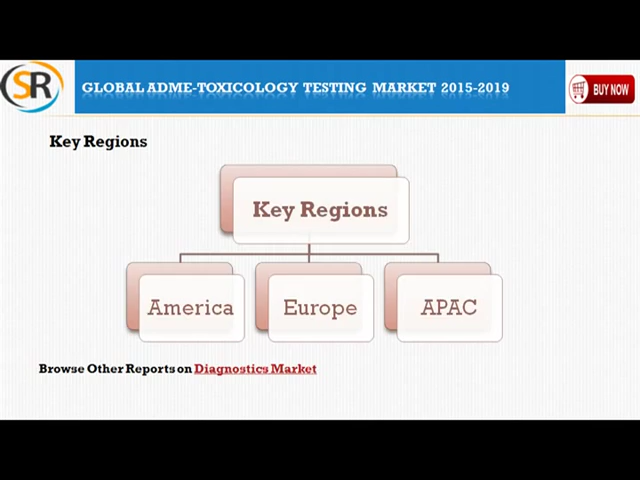 SR
GLOBAL ADME-TOXICOLOGY TESTING MARKET 2015-2019
BUY NOW
Key Regions
Key Regions
America Europe APAC
Browse Other Reports on Diagnostics Market